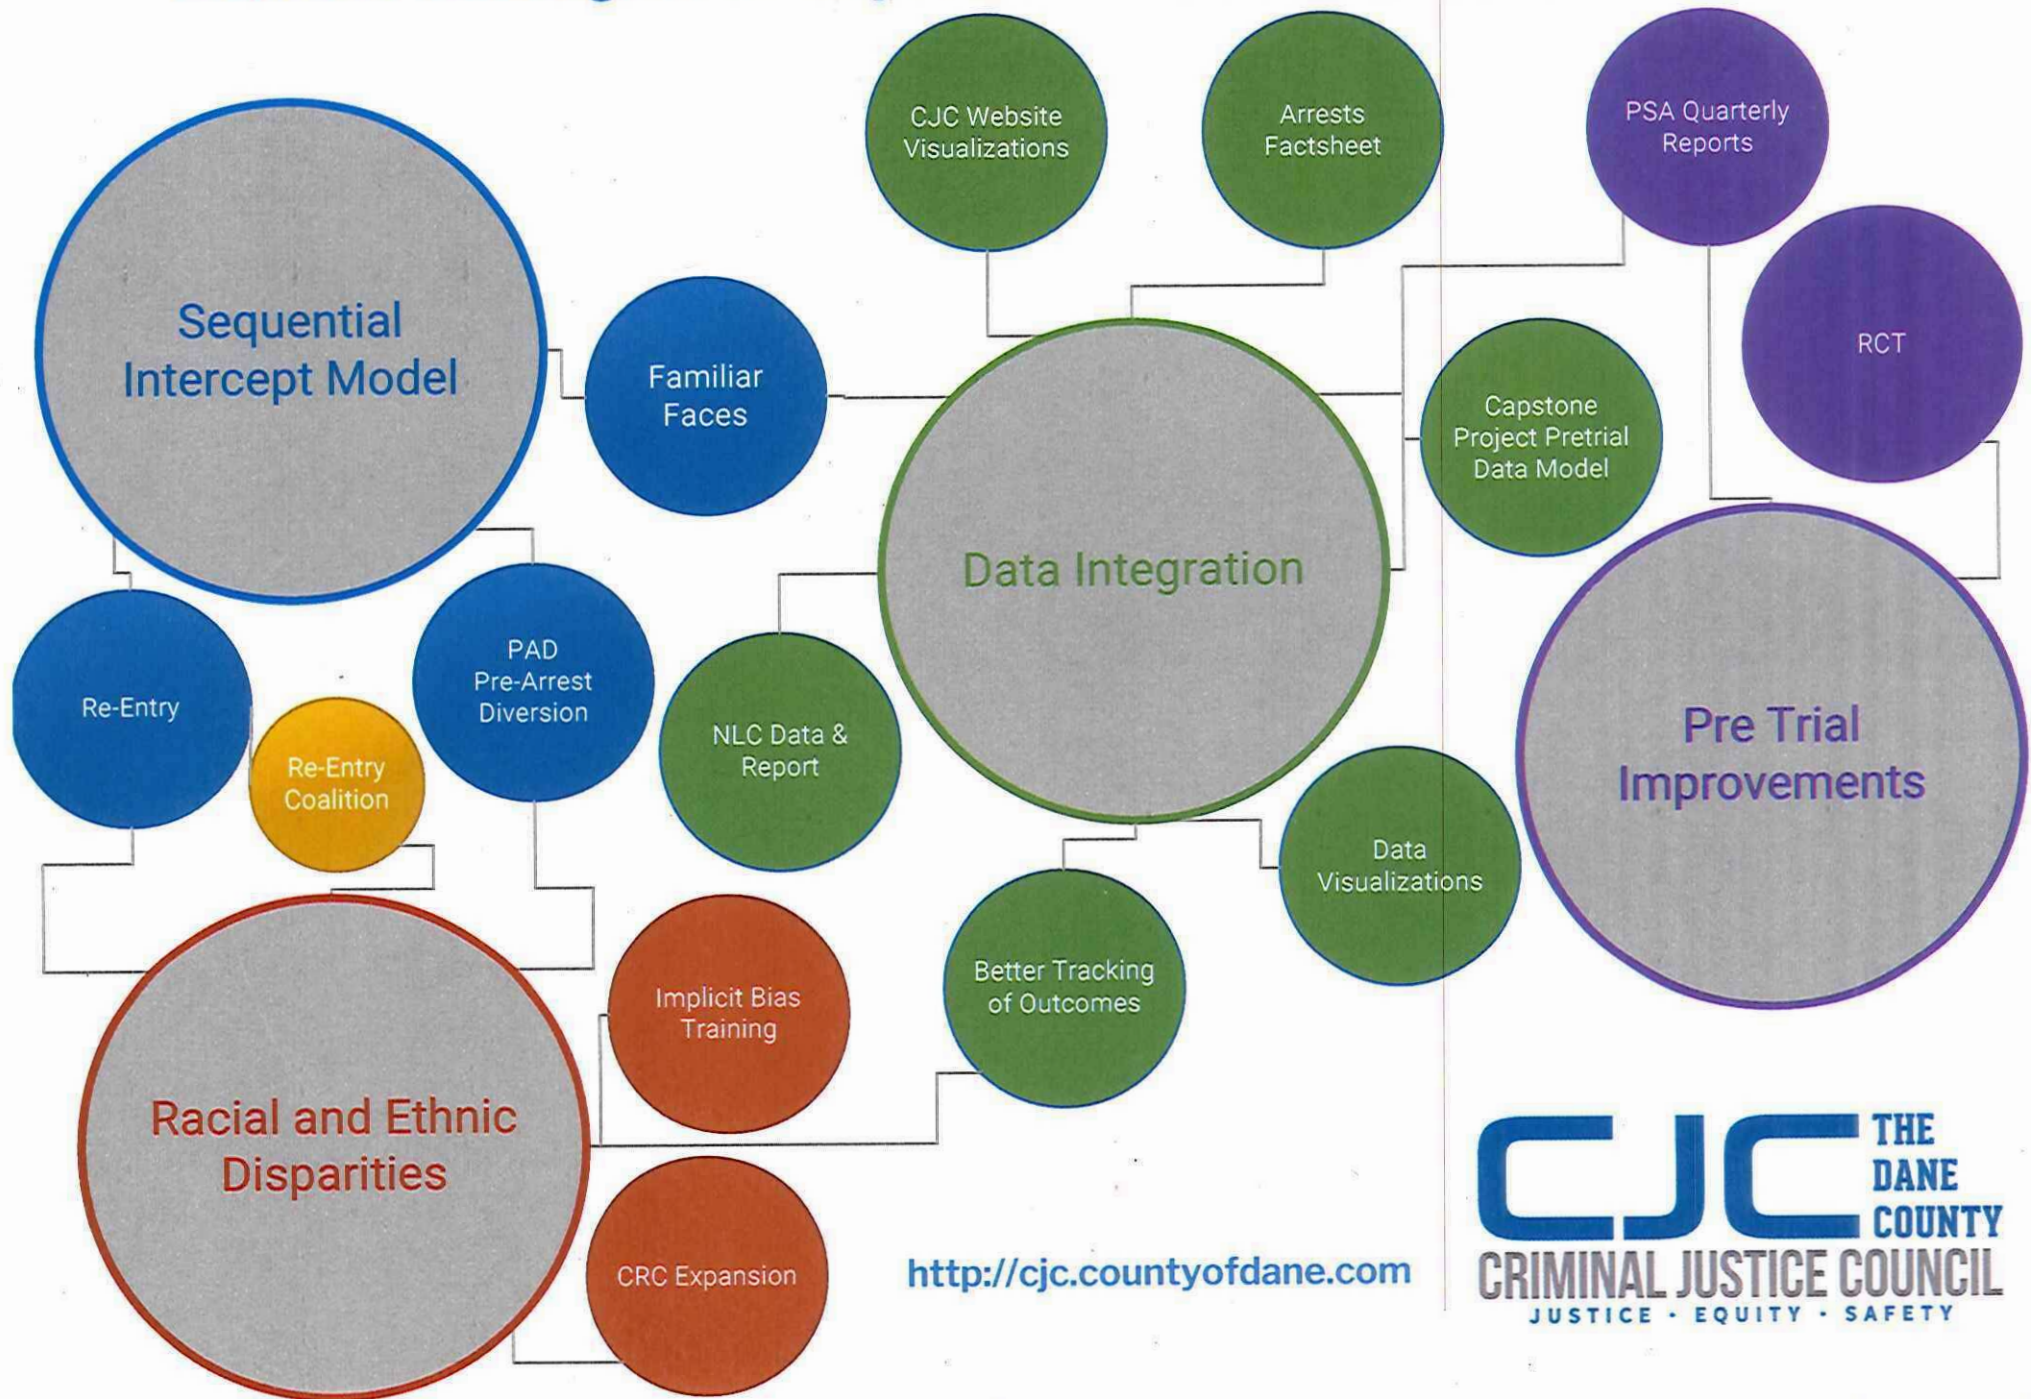 CJC Website
Visualizations
Arrests
Factsheet
PSA Quarterly
Reports
Sequential
Intercept Model
Familiar
Faces
RCT
Capstone
Project Pretrial
Data Model
Data Integration
Re-Entry
PAD
Pre-Arrest
Diversion
Re-Entry
Coalition
NLC Data &
Report
Pre Trial
Improvements
Data
Visualizations
Better Tracking
of Outcomes
Implicit Bias
Training
Racial and Ethnic
Disparities
CRC Expansion
http://cjc.countyofdane.com
CJC THE
DANE
COUNTY
CRIMINAL JUSTICE COUNCIL
JUSTICE · EQUITY · SAFETY